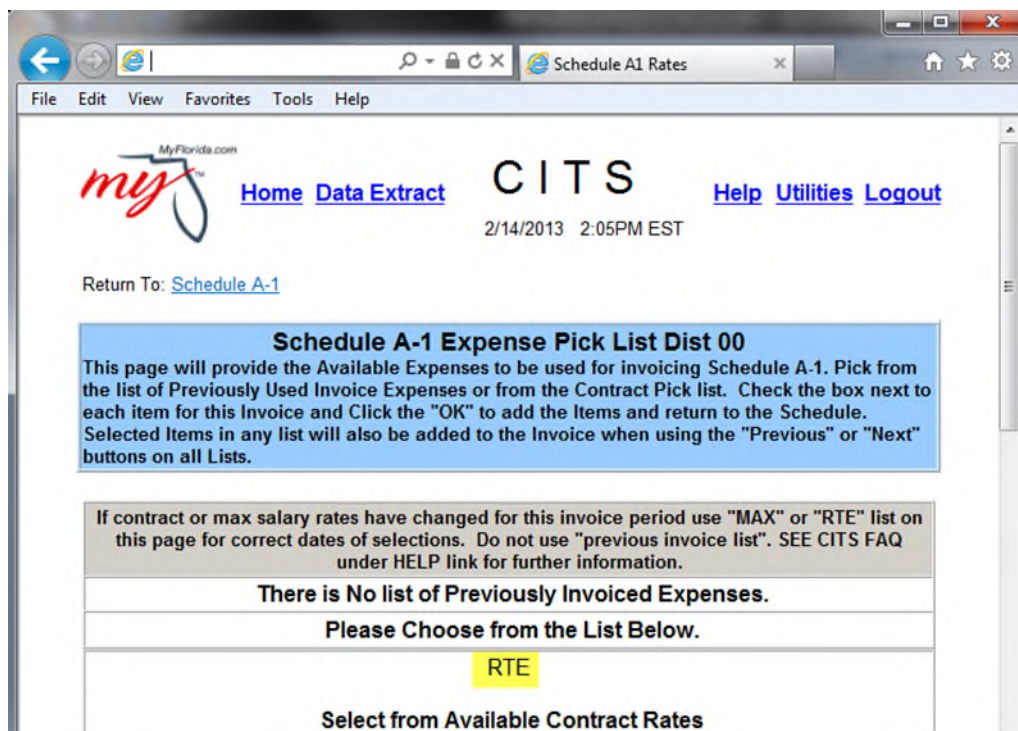 Schedule A1 Rates
File Edit View Favorites Tools Help
MyFlorida.com
my
TM
Home Data Extract
CITS
Help Utilities Logout
2/14/2013 2:05PM EST
Return To: Schedule A-1
Schedule A-1 Expense Pick List Dist 00
This page will provide the Available Expenses to be used for invoicing Schedule A-1. Pick from
the list of Previously Used Invoice Expenses or from the Contract Pick list. Check the box next to
each item for this Invoice and Click the "OK" to add the Items and return to the Schedule.
Selected Items in any list will also be added to the Invoice when using the "Previous" or "Next"
buttons on all Lists.
If contract or max salary rates have changed for this invoice period use "MAX" or "RTE" list on
this page for correct dates of selections. Do not use "previous invoice list". SEE CITS FAQ
under HELP link for further information.
There is No list of Previously Invoiced Expenses.
Please Choose from the List Below.
RTE
Select from Available Contract Rates